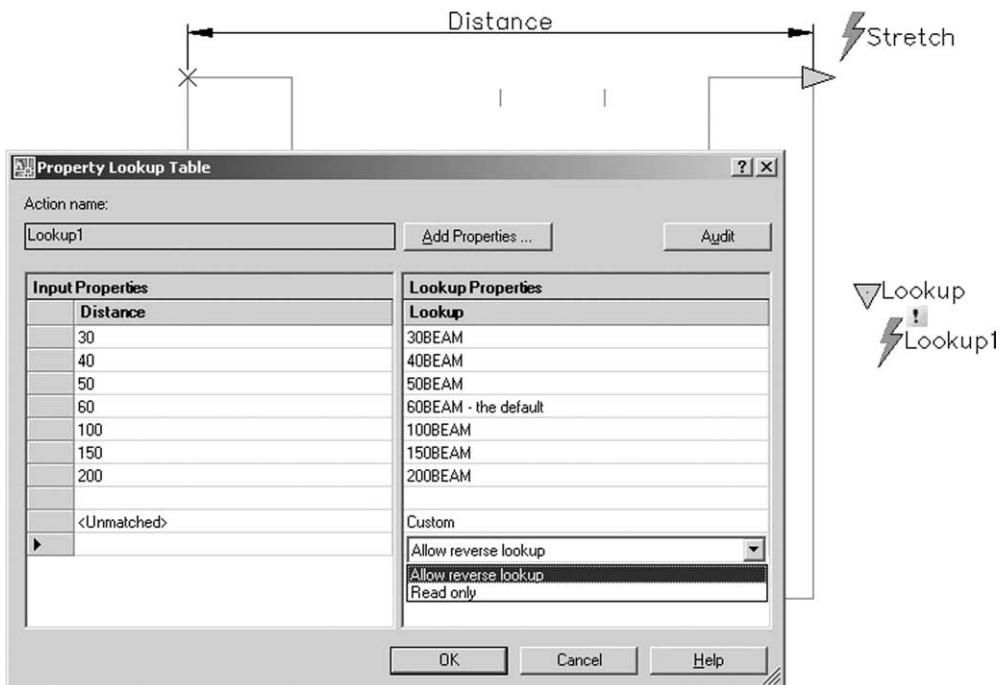 Distance
Stretch
Property Lookup Table
Action name:
Lookup1
Add Properties ...
Audit
Input Properties
Lookup Properties
Distance
Lookup
30
30BEAM
40
40BEAM
50
50BEAM
60
60BEAM - the default
100
100BEAM
150
150BEAM
200
200BEAM
<Unmatched>
Custom
Allow reverse lookup
Allow reverse lookup
Read only
OK
Cancel
Help
Lookup
!
Lookup1